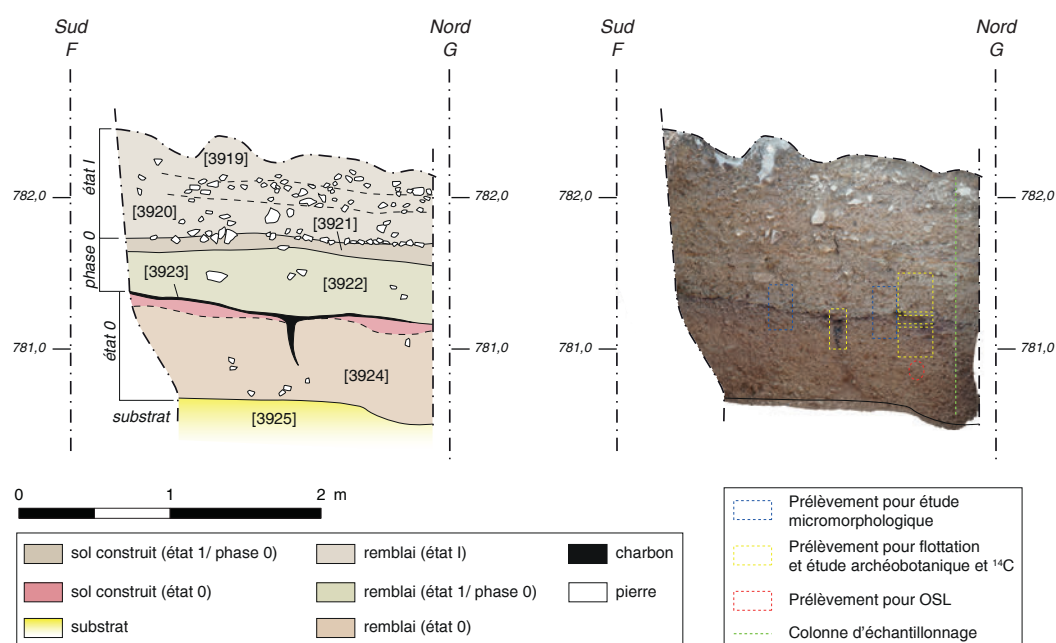 Sud
F
Nord
G
Sud
F
Nord
G
état I
phase 0
état 0
substrat
782,0
782,0
782,0
782,0
781,0
781,0
781,0
781,0
[3919]
[3920]
[3921]
[3923]
[3922]
[3924]
[3925]
0 1 2 m
sol construit (état 1/ phase 0)
sol construit (état 0)
substrat
remblai (état I)
remblai (état 1/ phase 0)
remblai (état 0)
charbon
pierre
Prélèvement pour étude
micromorphologique
Prélèvement pour flottation
et étude archéobotanique et ¹⁴C
Prélèvement pour OSL
Colonne d'échantillonnage